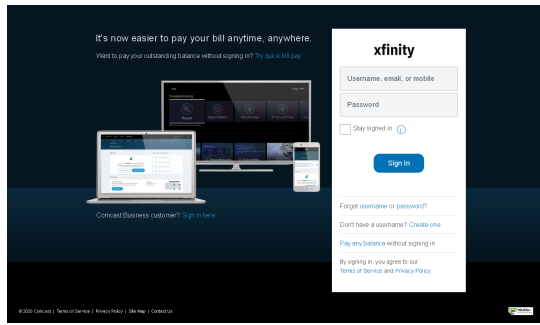 It's now easier to pay your bill anytime, anywhere.
Want to pay your outstanding balance without signing in? Try quick bill pay
Troubleshooting
Restart
Comcast Business customer? Sign in here
xfinity
Username, email, or mobile
Password
Stay signed in
Sign In
Forgot username or password?
Don't have a username? Create one
Pay any balance without signing in
By signing in, you agree to our
Terms of Service and Privacy Policy.
© 2020 Comcast | Terms of Service | Privacy Policy | Site Map | Contact Us